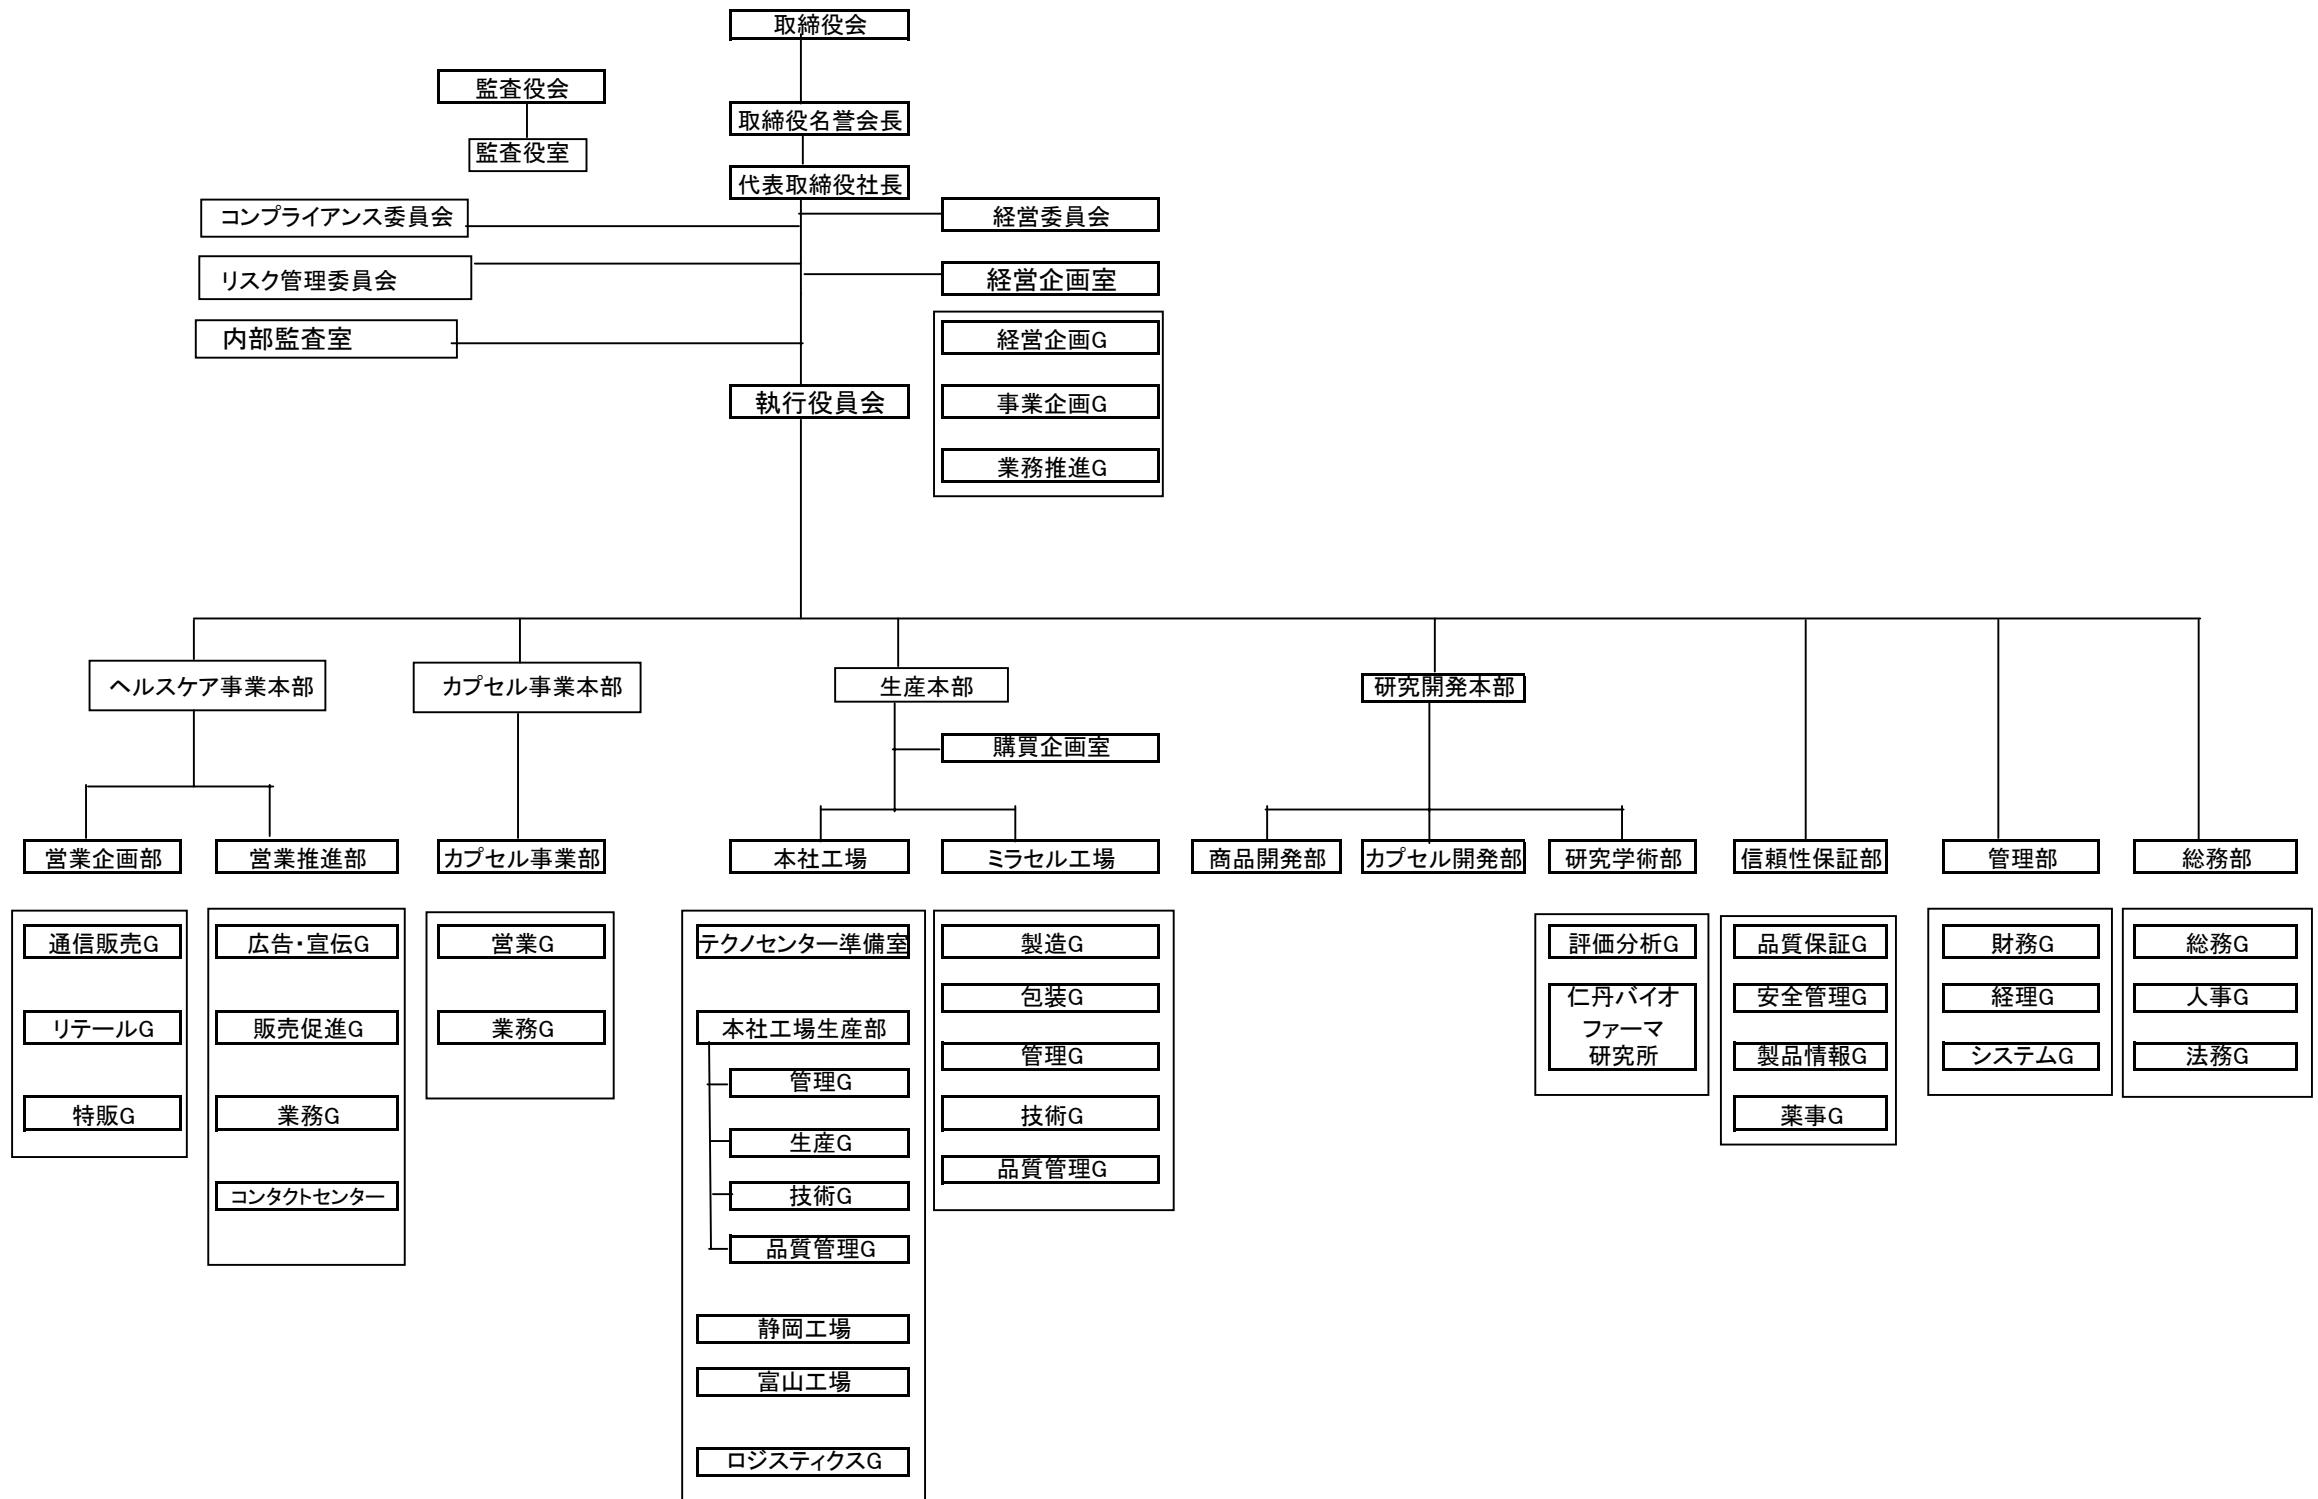 取締役会
監査役会
取締役名誉会長
監査役室
代表取締役社長
コンプライアンス委員会
経営委員会
リスク管理委員会
経営企画室
内部監査室
経営企画G
執行役員会
事業企画G
業務推進G
ヘルスケア事業本部
カプセル事業本部
生産本部
研究開発本部
購買企画室
営業企画部
営業推進部
カプセル事業部
本社工場
ミラセル工場
商品開発部
カプセル開発部
研究学術部
信頼性保証部
管理部
総務部
通信販売G
リテールG
特販G
広告・宣伝G
販売促進G
業務G
コンタクトセンター
営業G
業務G
テクノセンター準備室
本社工場生産部
管理G
生産G
技術G
品質管理G
静岡工場
富山工場
ロジスティクスG
製造G
包装G
管理G
技術G
品質管理G
評価分析G
仁丹バイオ
ファーマ
研究所
品質保証G
安全管理G
製品情報G
薬事G
財務G
経理G
システムG
総務G
人事G
法務G